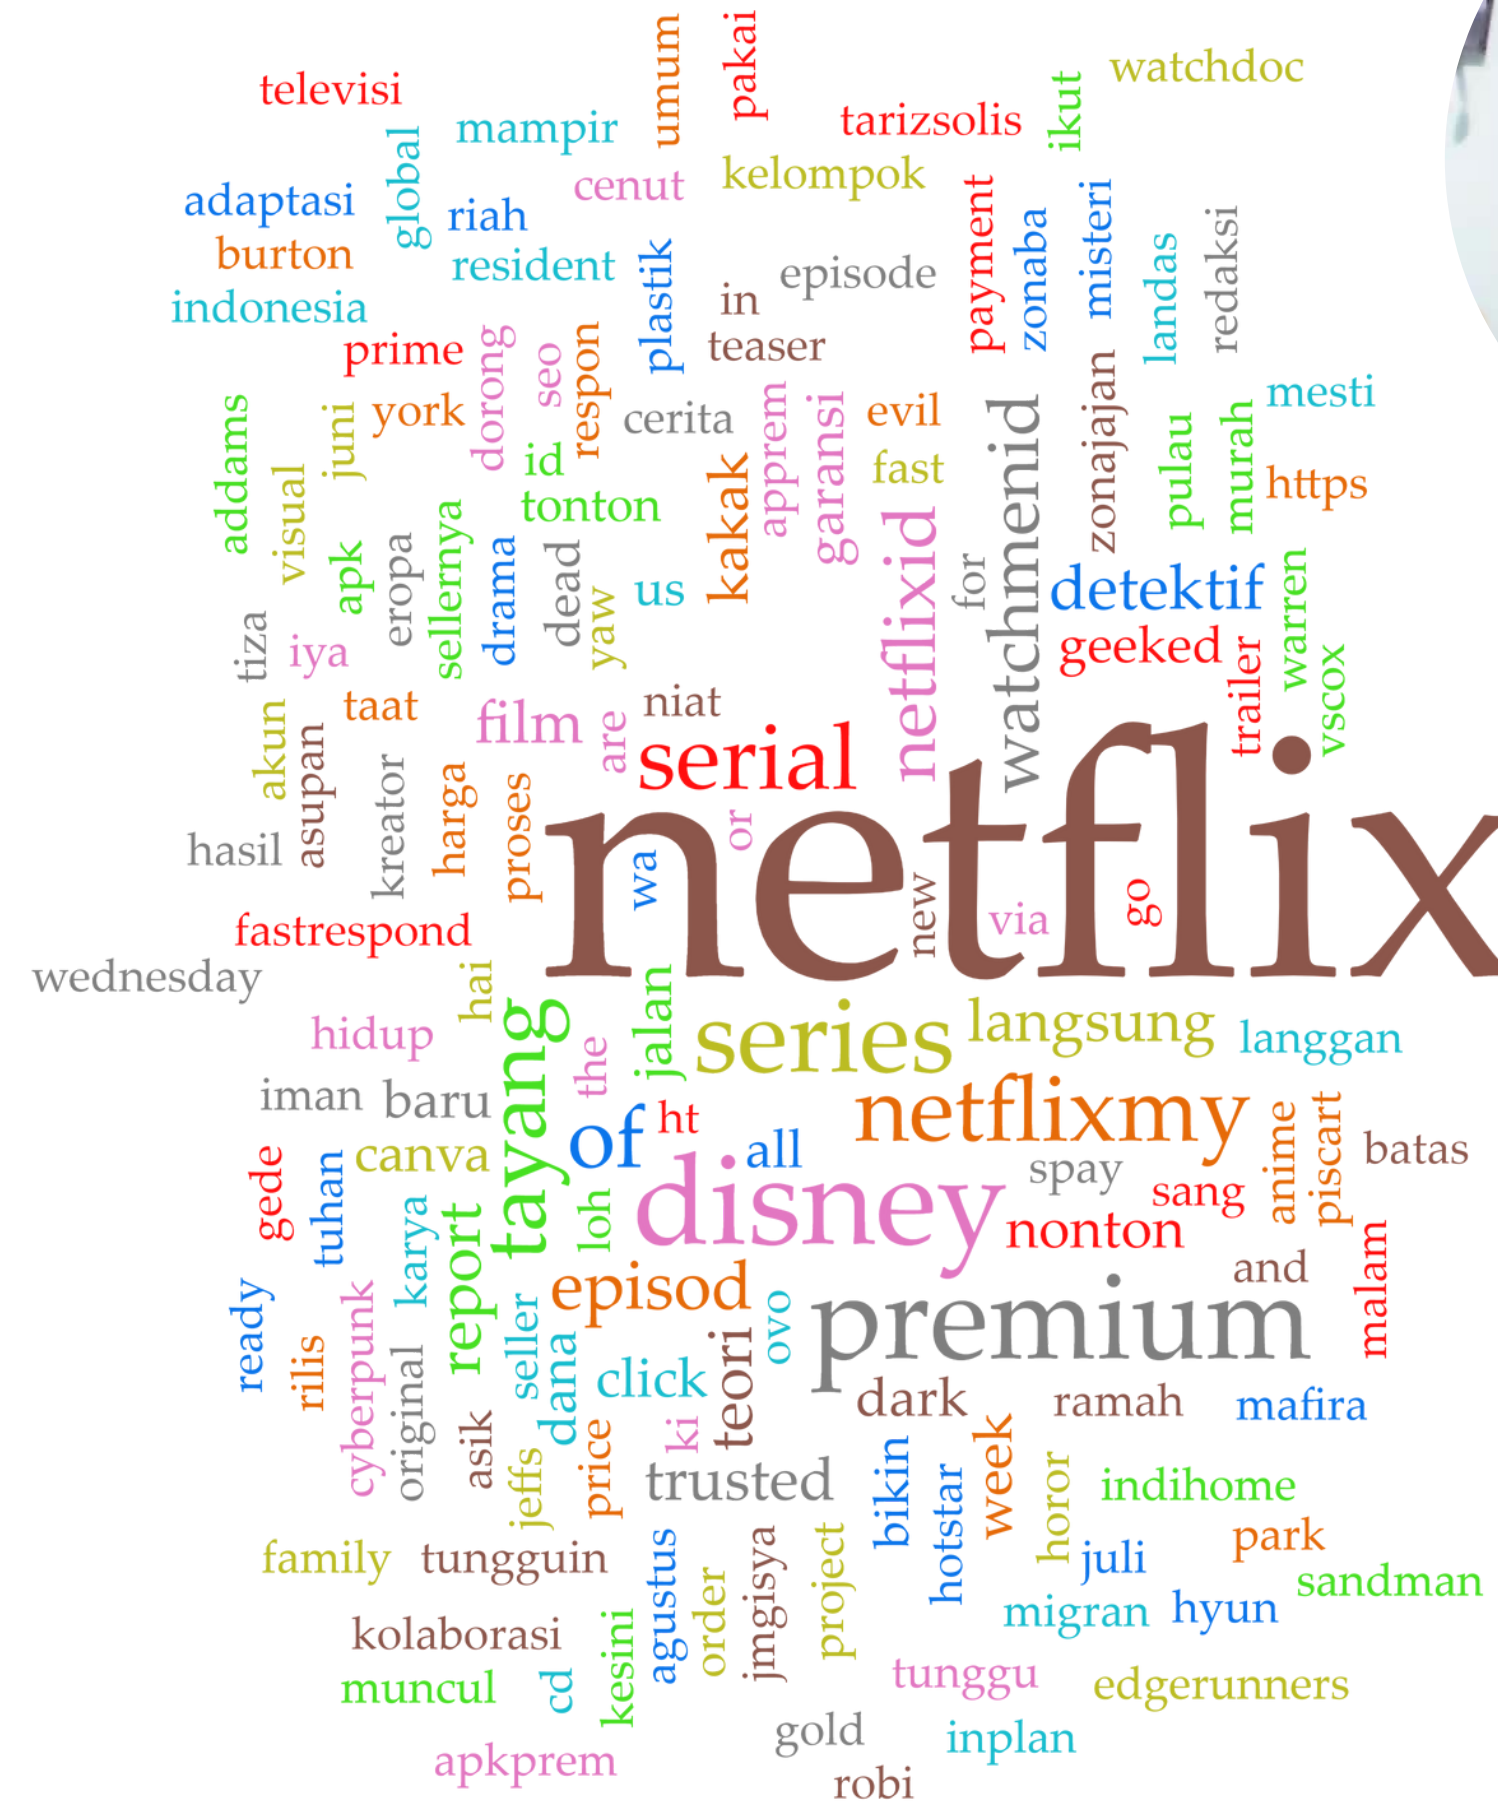 televisi
umum
pakai
watchdoc
mampir
tarizsolis
ikut
global
cenut
kelompok
adaptasi
riah
payment
zonaba
misteri
redaksi
burton
resident
plastik
episode
landas
indonesia
in
prime
dorong
seo
respon
teaser
mesti
addams
juni
york
cerita
apprem
garansi
evil
watchmenid
zonajajan
pulau
murah
visual
id
kakak
fast
https
tonton
apk
eropa
sellernya
drama
dead
yaw
us
netflixid
for
detektif
warren
tiza
iya
geeked
trailer
vscox
akun
asupan
taat
film
are
niat
serial
kreator
harga
proses
or
netflix
hasil
wa
new
via
go
fastrespond
wednesday
hai
jalan
hidup
tayang
the
series
langsung
langgan
iman
baru
of
ht
all
netflixmy
anime
piscart
batas
gede
tuhan
canva
spay
karya
report
loh
disney
sang
nonton
malam
and
ready
rilis
cyberpunk
original
episod
ovo
premium
seller
dana
click
teori
dark
ramah
mafira
asik
jeffs
price
ki
trusted
bikin
hotstar
week
horor
indihome
family
tungguin
agustus
order
jmgisya
project
juli
park
sandman
kolaborasi
kesini
migran
hyun
muncul
cd
tunggu
edgerunners
gold
inplan
apkprem
robi